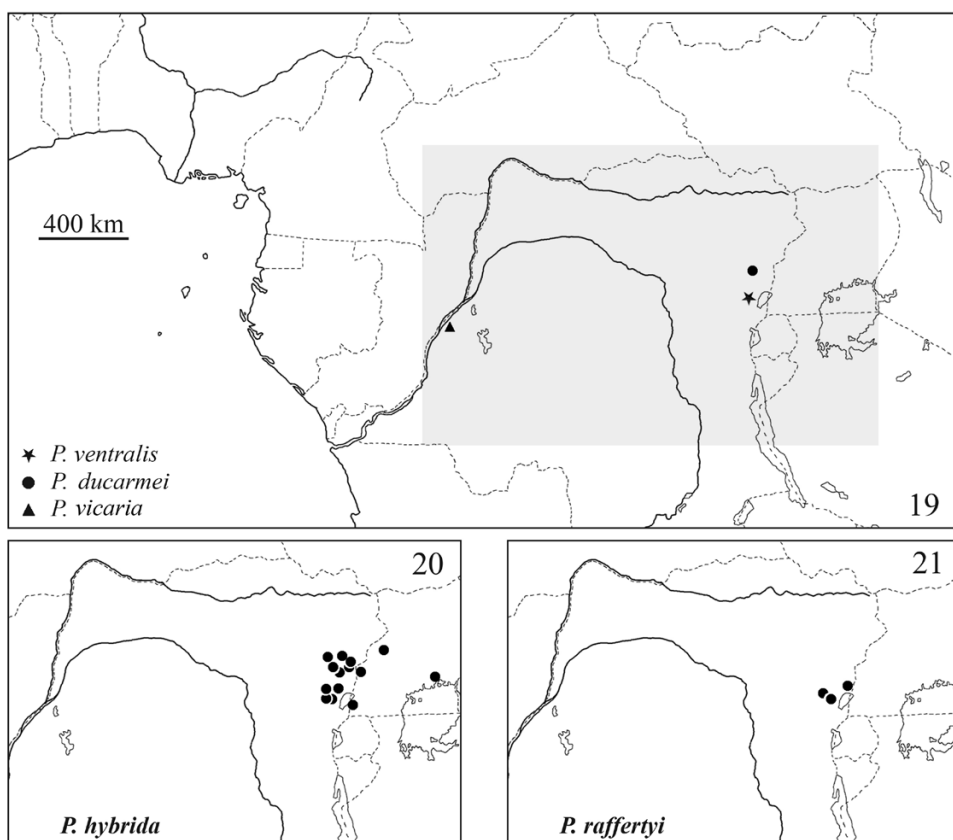 400 km
P. ventralis
P. ducarmei
P. vicaria
19
20
P. hybrida
21
P. raffertyi